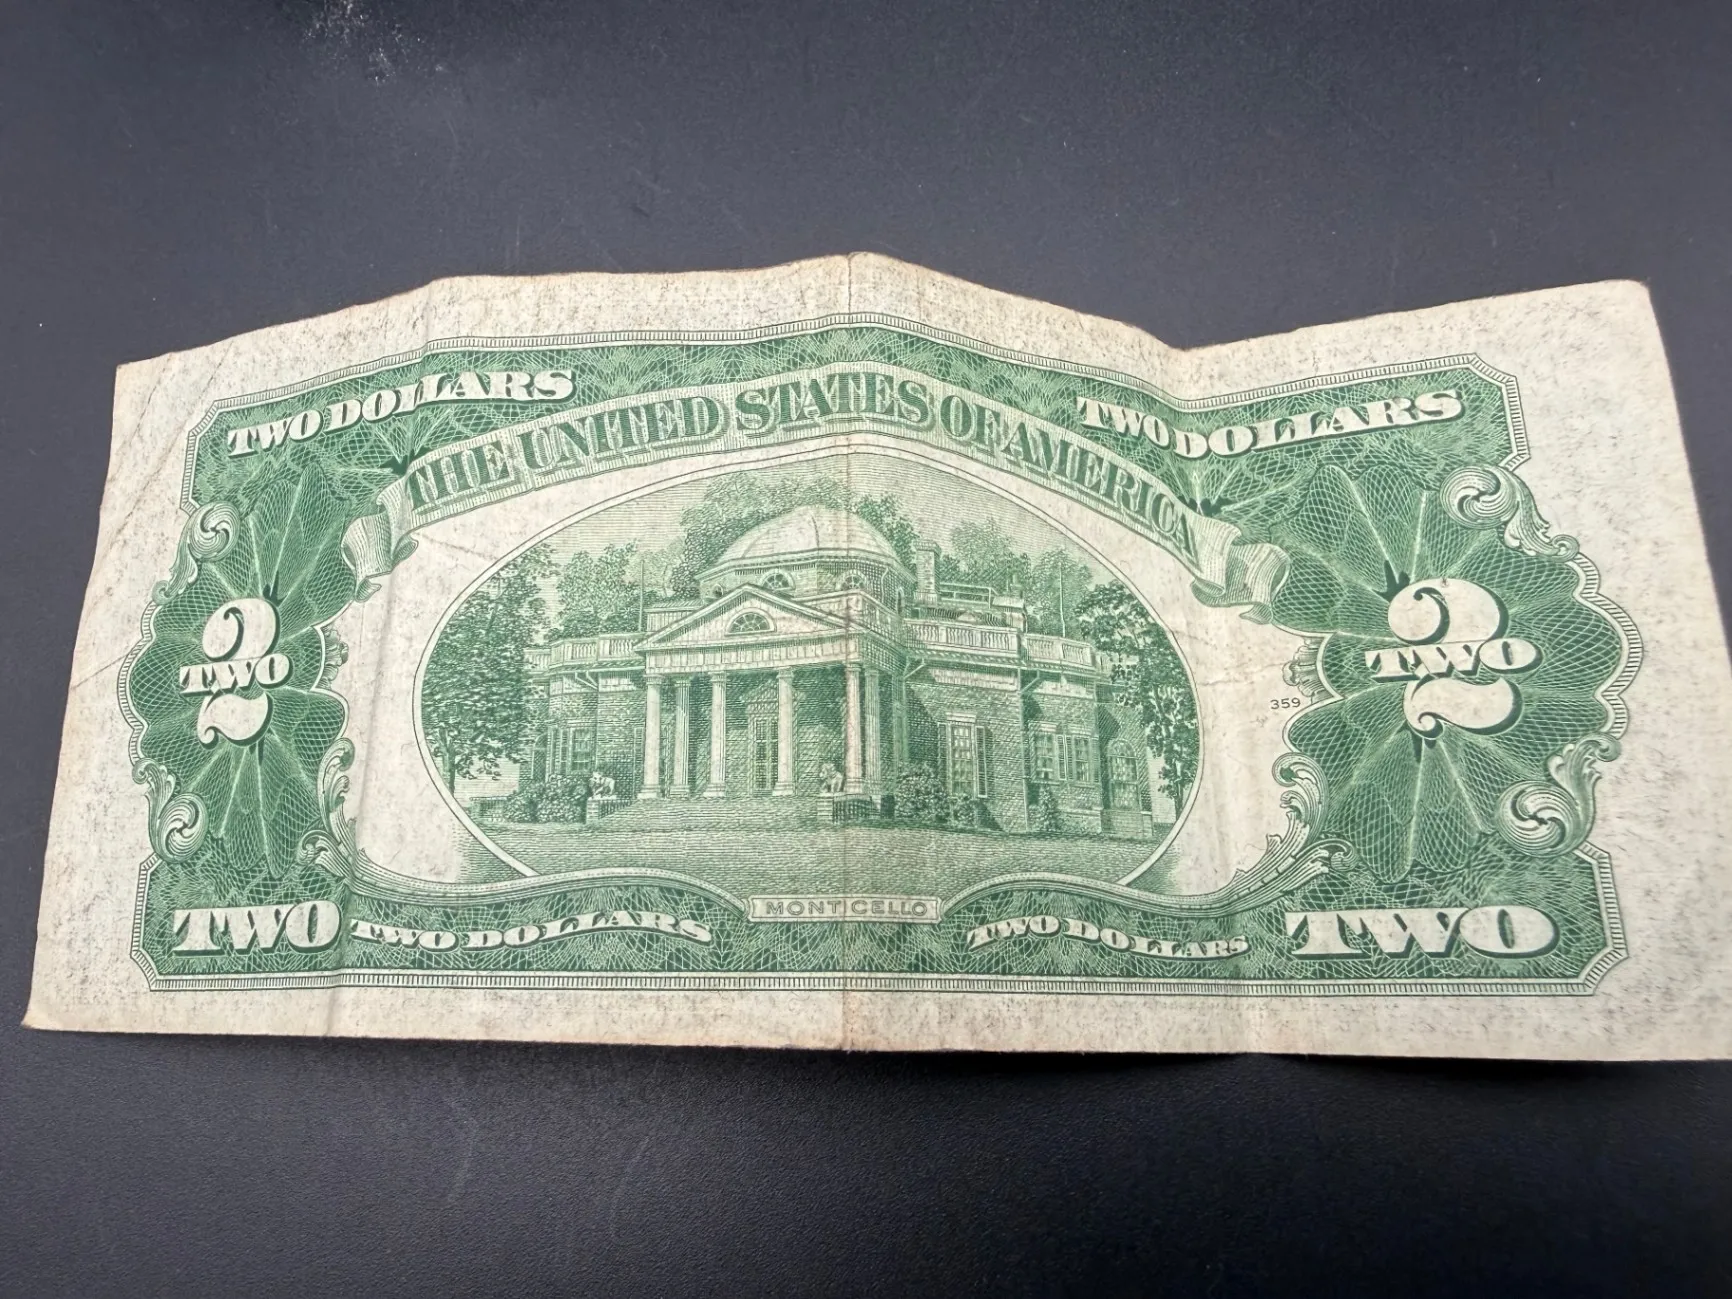 TWO DOLLARS
THE UNITED STATES OF AMERICA
TWO DOLLARS
2
TWO
2
TWO
359
MONTICELLO
TWO
TWO DOLLARS
TWO DOLLARS
TWO